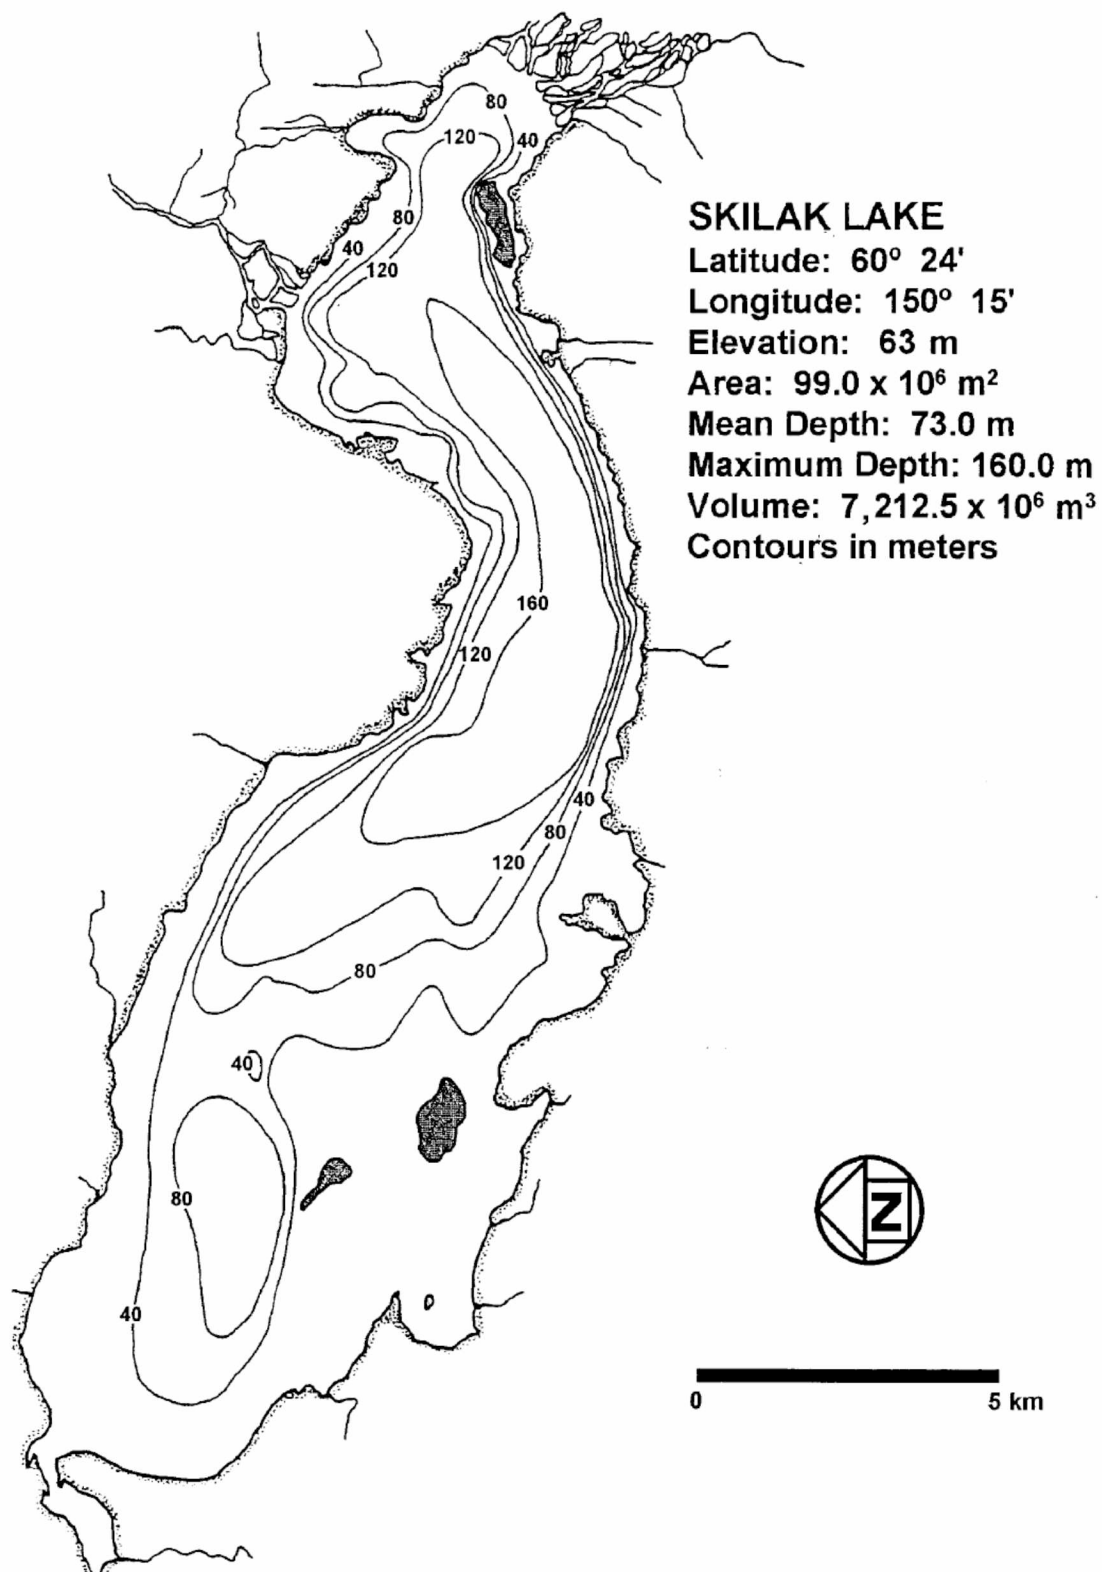 80
120
40
80
40
120
SKILAK LAKE
Latitude: 60º 24'
Longitude: 150º 15'
Elevation: 63 m
Area: 99.0 x 10⁶ m²
Mean Depth: 73.0 m
Maximum Depth: 160.0 m
Volume: 7,212.5 x 10⁶ m³
Contours in meters
160
120
40
80
120
80
40
80
40
N
0 5 km